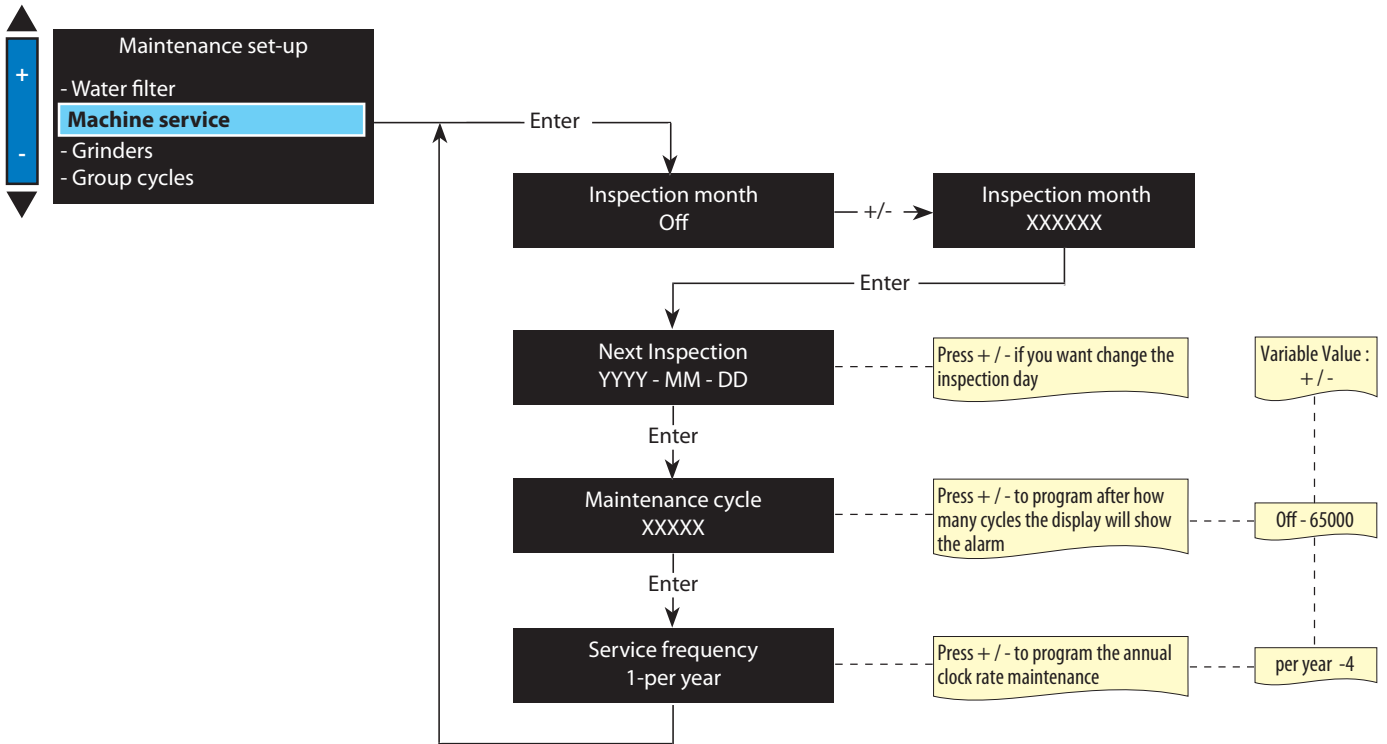 Maintenance set-up
+
- Water filter
Machine service
-
- Grinders
- Group cycles
Enter
Inspection month
Off
+/-
Inspection month
XXXXXX
Enter
Next Inspection
YYYY - MM - DD
Press + / - if you want change the
inspection day
Variable Value :
+ / -
Enter
Maintenance cycle
XXXXX
Press + / - to program after how
many cycles the display will show
the alarm
Off - 65000
Enter
Service frequency
1-per year
Press + / - to program the annual
clock rate maintenance
per year -4